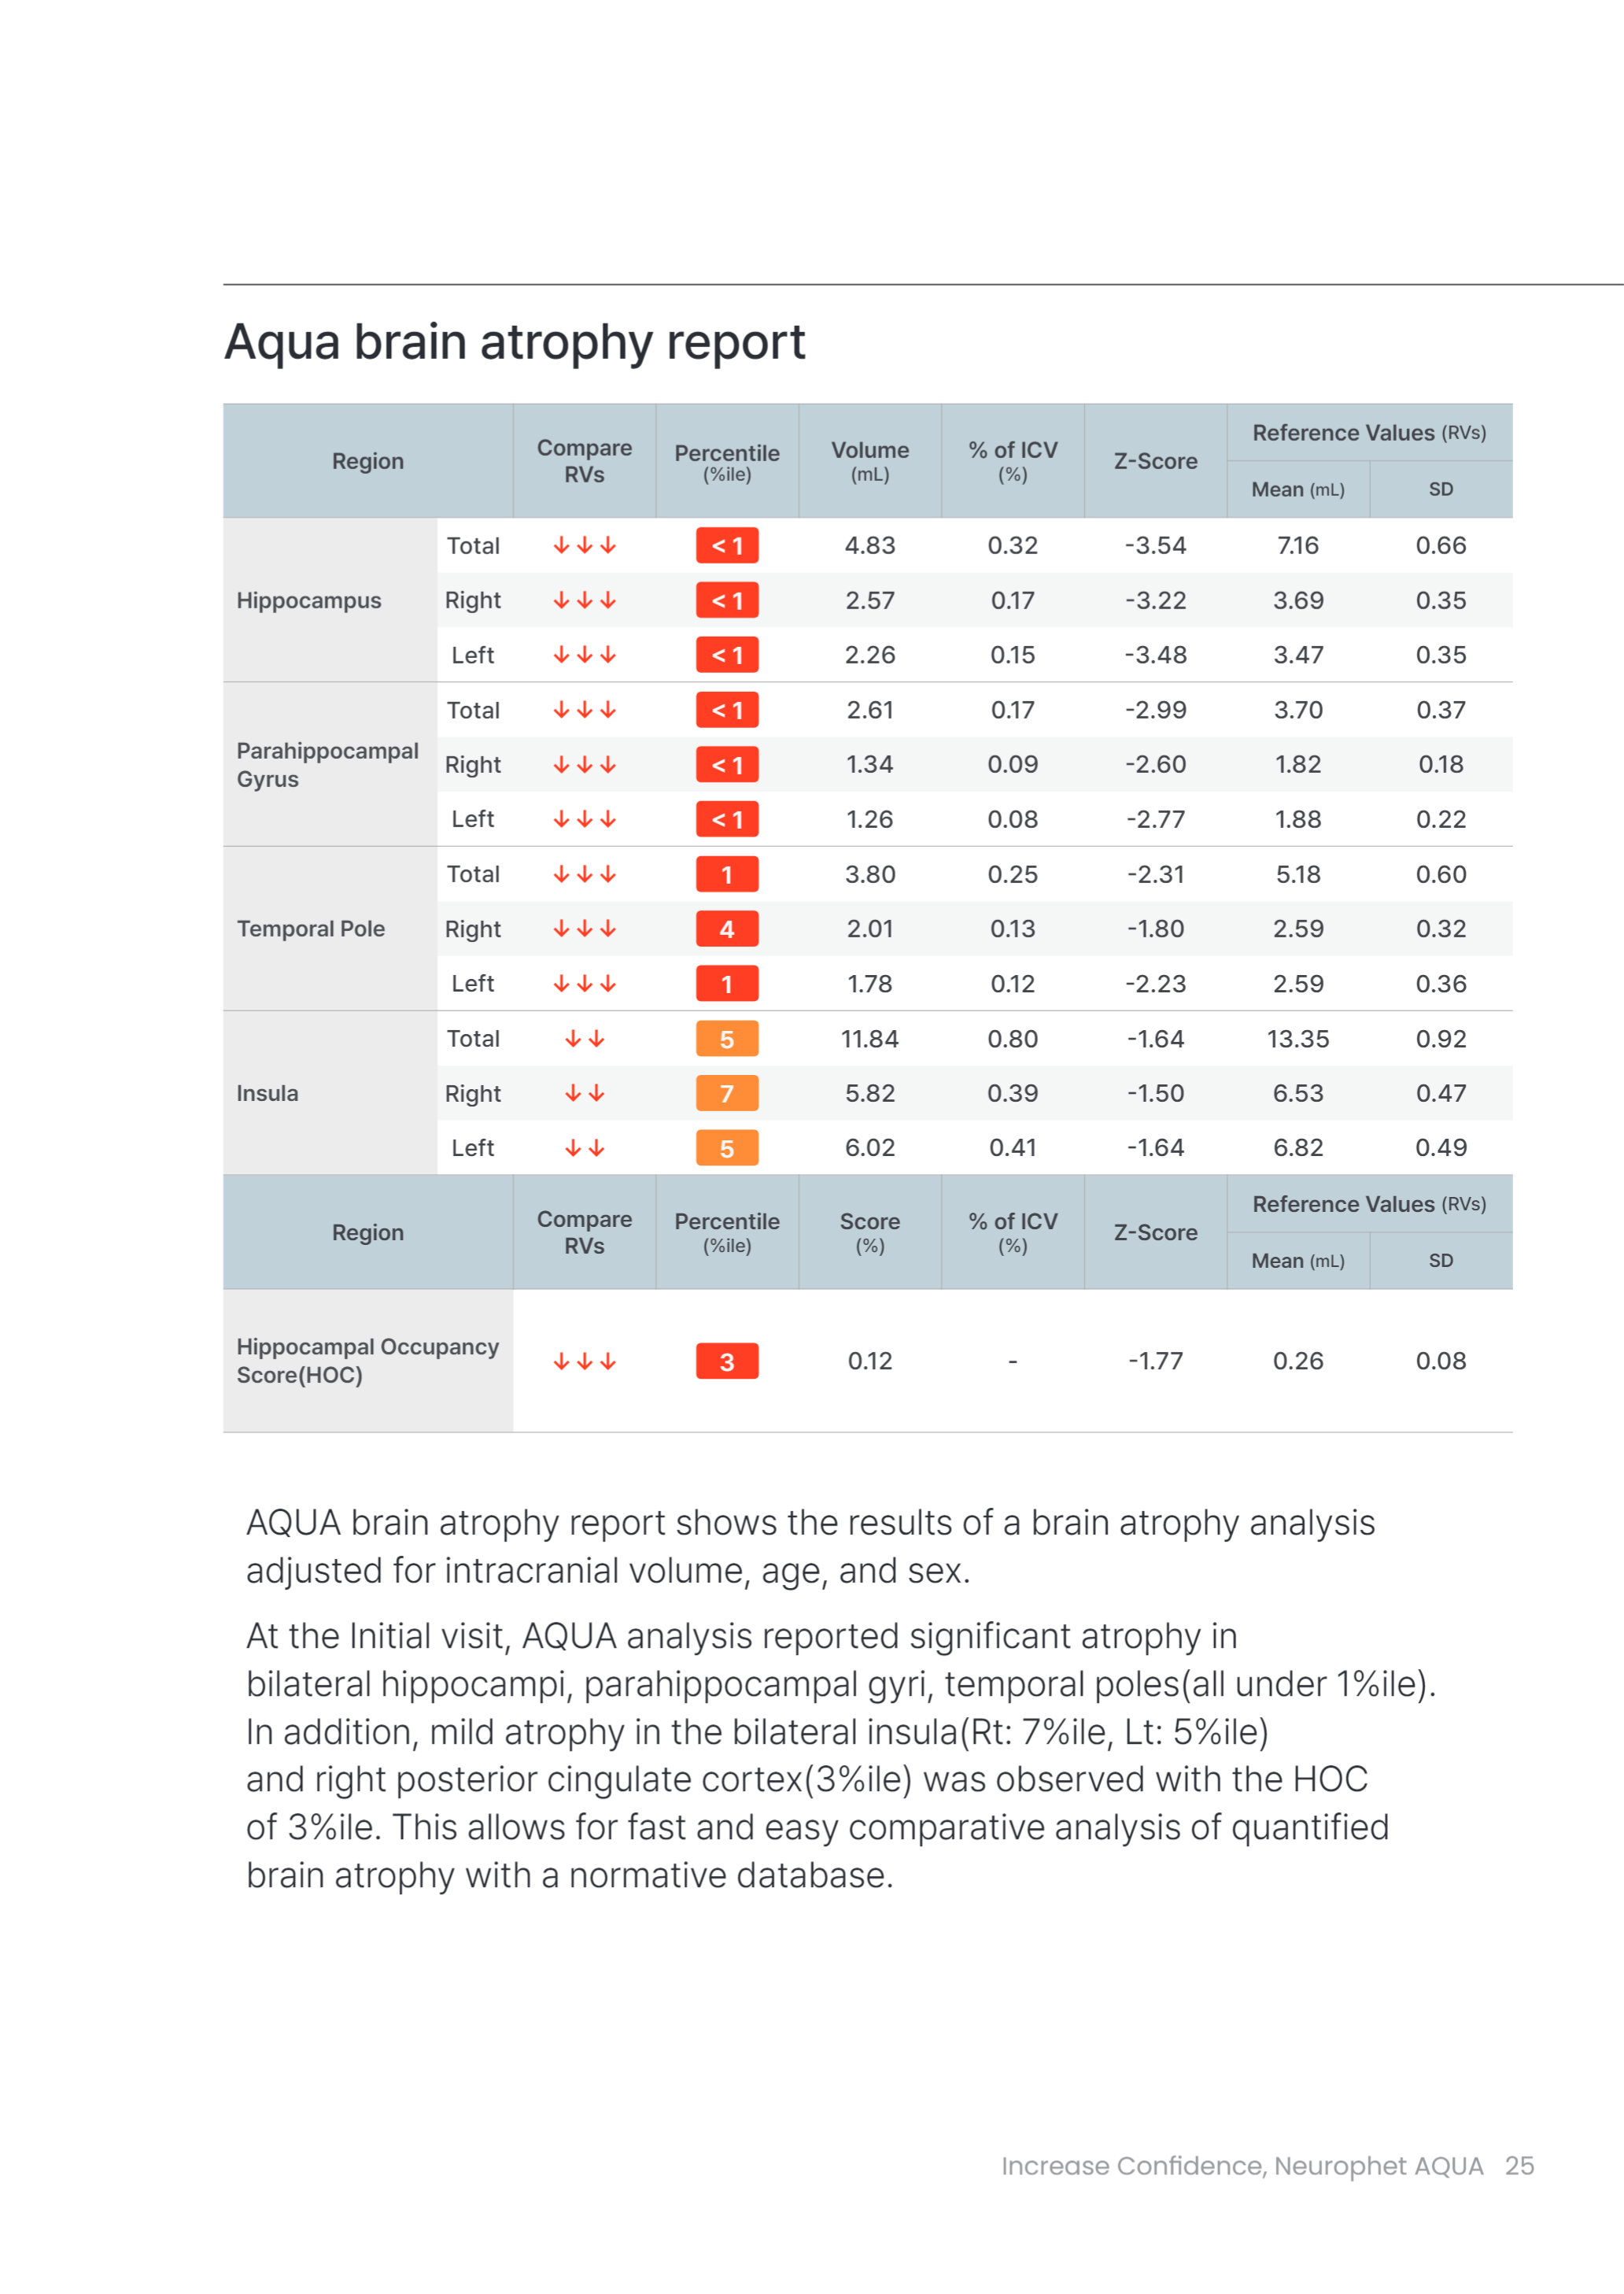 Aqua brain atrophy report
Region Compare RVs Percentile (%ile) Volume (mL) % of ICV (%) Z-Score Reference Values (RVs) Mean (mL) SD
Hippocampus
Total ↓↓↓ < 1 4.83 0.32 -3.54 7.16 0.66
Right ↓↓↓ < 1 2.57 0.17 -3.22 3.69 0.35
Left ↓↓↓ < 1 2.26 0.15 -3.48 3.47 0.35
Parahippocampal
Gyrus
Total ↓↓↓ < 1 2.61 0.17 -2.99 3.70 0.37
Right ↓↓↓ < 1 1.34 0.09 -2.60 1.82 0.18
Left ↓↓↓ < 1 1.26 0.08 -2.77 1.88 0.22
Temporal Pole
Total ↓↓↓ 1 3.80 0.25 -2.31 5.18 0.60
Right ↓↓↓ 4 2.01 0.13 -1.80 2.59 0.32
Left ↓↓↓ 1 1.78 0.12 -2.23 2.59 0.36
Insula
Total ↓↓ 5 11.84 0.80 -1.64 13.35 0.92
Right ↓↓ 7 5.82 0.39 -1.50 6.53 0.47
Left ↓↓ 5 6.02 0.41 -1.64 6.82 0.49
Region Compare RVs Percentile (%ile) Score (%) % of ICV (%) Z-Score Reference Values (RVs) Mean (mL) SD
Hippocampal Occupancy
Score(HOC)
↓↓↓ 3 0.12 - -1.77 0.26 0.08
AQUA brain atrophy report shows the results of a brain atrophy analysis
adjusted for intracranial volume, age, and sex.
At the Initial visit, AQUA analysis reported significant atrophy in
bilateral hippocampi, parahippocampal gyri, temporal poles(all under 1%ile).
In addition, mild atrophy in the bilateral insula(Rt: 7%ile, Lt: 5%ile)
and right posterior cingulate cortex(3%ile) was observed with the HOC
of 3%ile. This allows for fast and easy comparative analysis of quantified
brain atrophy with a normative database.
Increase Confidence, Neurophet AQUA 25